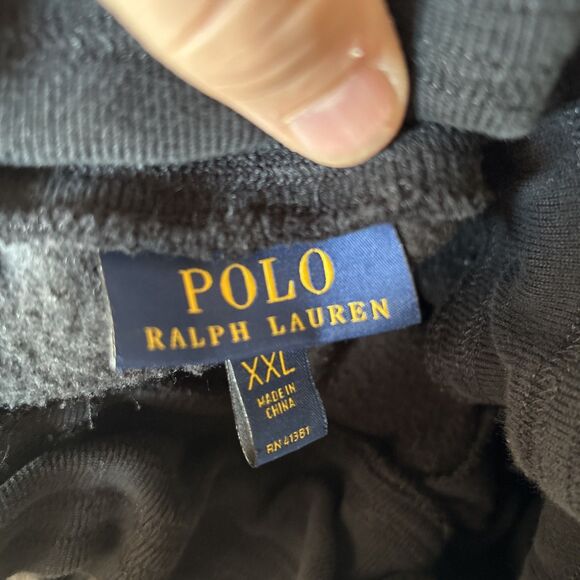 POLO
RALPH LAUREN
XXL
MADE IN
CHINA
RN 41381